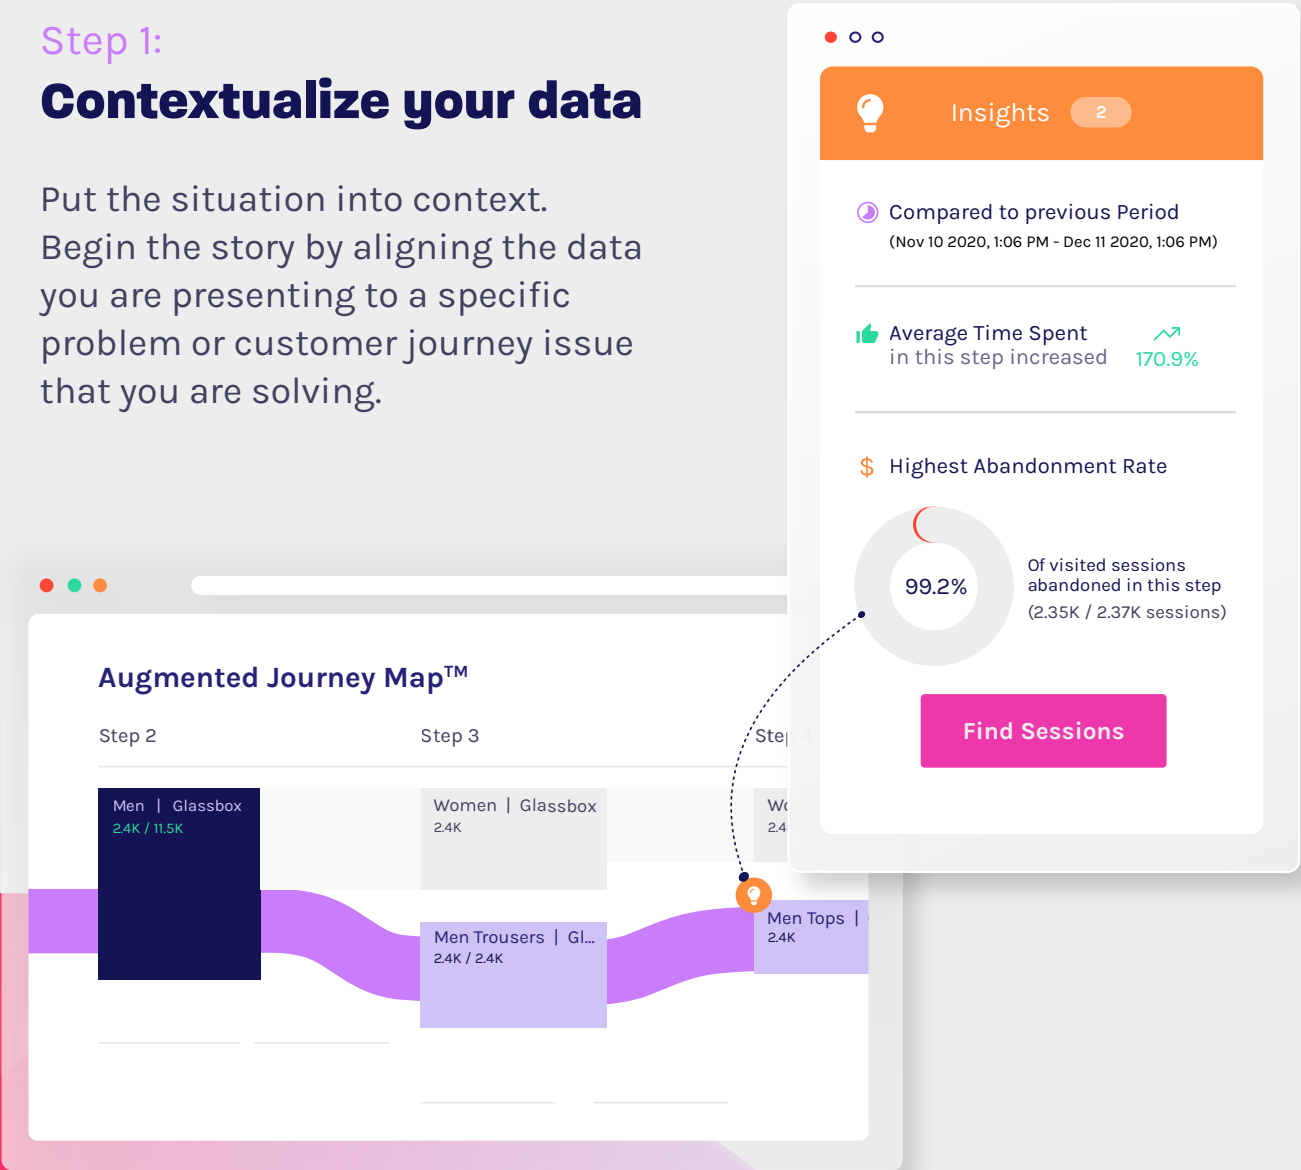 Step 1:
Contextualize your data
Put the situation into context.
Begin the story by aligning the data
you are presenting to a specific
problem or customer journey issue
that you are solving.
Insights 2
Compared to previous Period
(Nov 10 2020, 1:06 PM - Dec 11 2020, 1:06 PM)
Average Time Spent
in this step increased
170.9%
$ Highest Abandonment Rate
99.2%
Of visited sessions
abandoned in this step
(2.35K / 2.37K sessions)
Find Sessions
Augmented Journey Map™
Step 2
Step 3
Step 4
Men | Glassbox
2.4K / 11.5K
Women | Glassbox
2.4K
2.4
Men Trousers | Gl...
2.4K / 2.4K
Men Tops |
2.4K